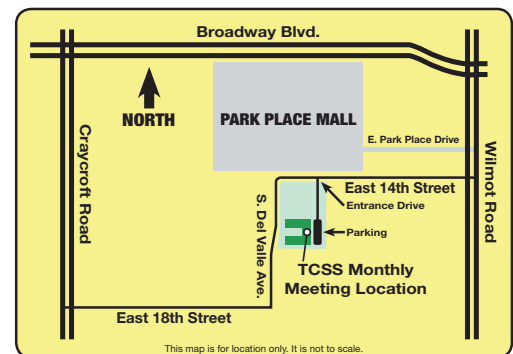 Broadway Blvd.
NORTH
PARK PLACE MALL
E. Park Place Drive
Craycroft Road
Wilmot Road
East 14th Street
Entrance Drive
S. Del Valle Ave.
Parking
TCSS Monthly
Meeting Location
East 18th Street
This map is for location only. It is not to scale.